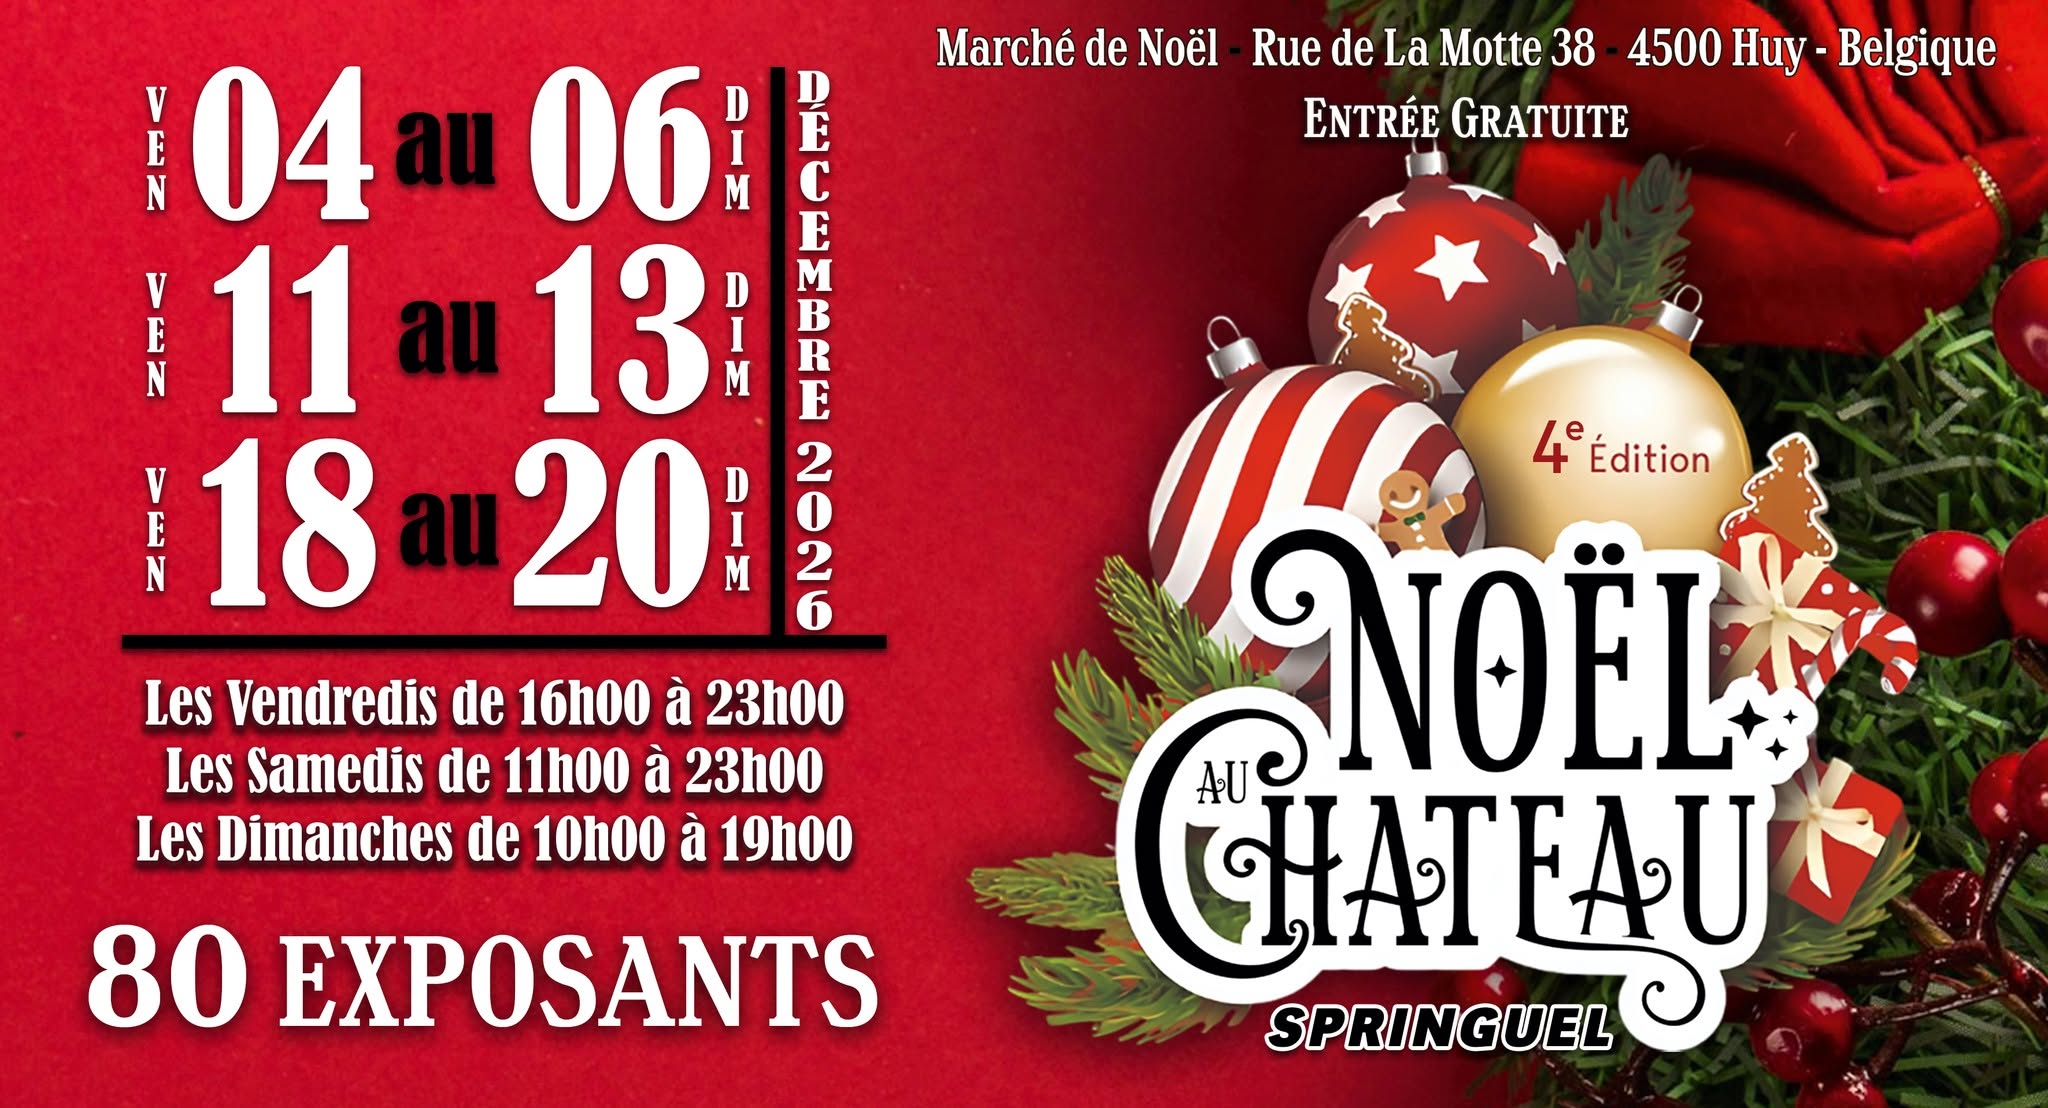 Marché de Noël - Rue de La Motte 38 - 4500 Huy - Belgique
ENTRÉE GRATUITE
VEN 04 au 06 DIM
VEN 11 au 13 DIM
VEN 18 au 20 DIM
DÉCEMBRE 2026
Les Vendredis de 16h00 à 23h00
Les Samedis de 11h00 à 23h00
Les Dimanches de 10h00 à 19h00
80 EXPOSANTS
4e Édition
NOËL
AU CHATEAU
SPRINGUEL